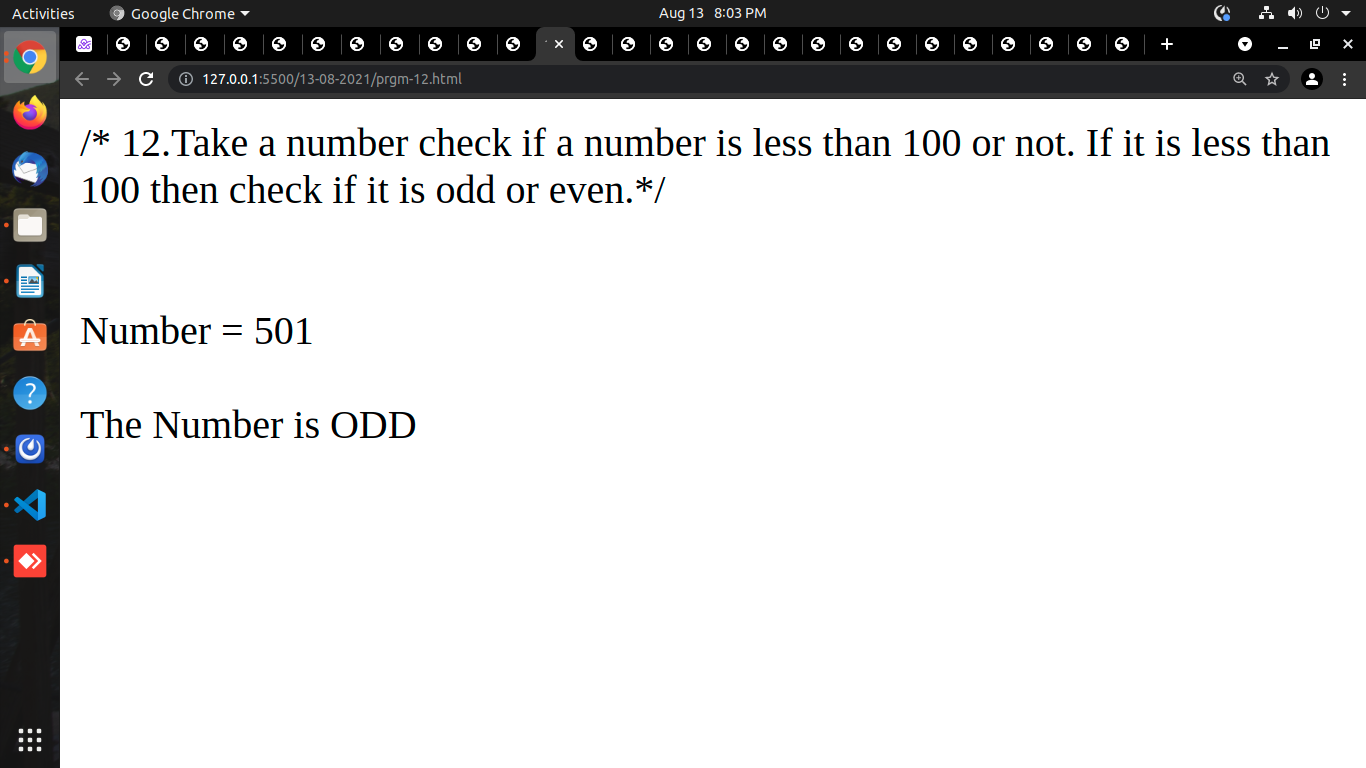 Activities
Google Chrome
Aug 13 8:03 PM
127.0.0.1:5500/13-08-2021/prgm-12.html
/* 12.Take a number check if a number is less than 100 or not. If it is less than
100 then check if it is odd or even.*/
Number = 501
The Number is ODD